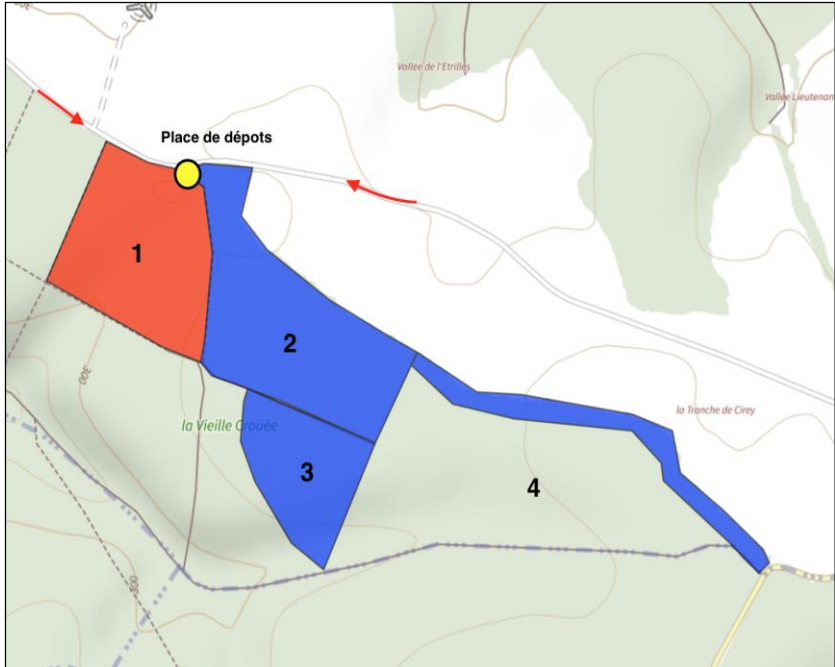 300
Vallée de l'Etrilles
Vallée Lieutenan
Place de dépots
1
2
300
la Tranche de Cirey
la Vieille Crouée
3
4
300